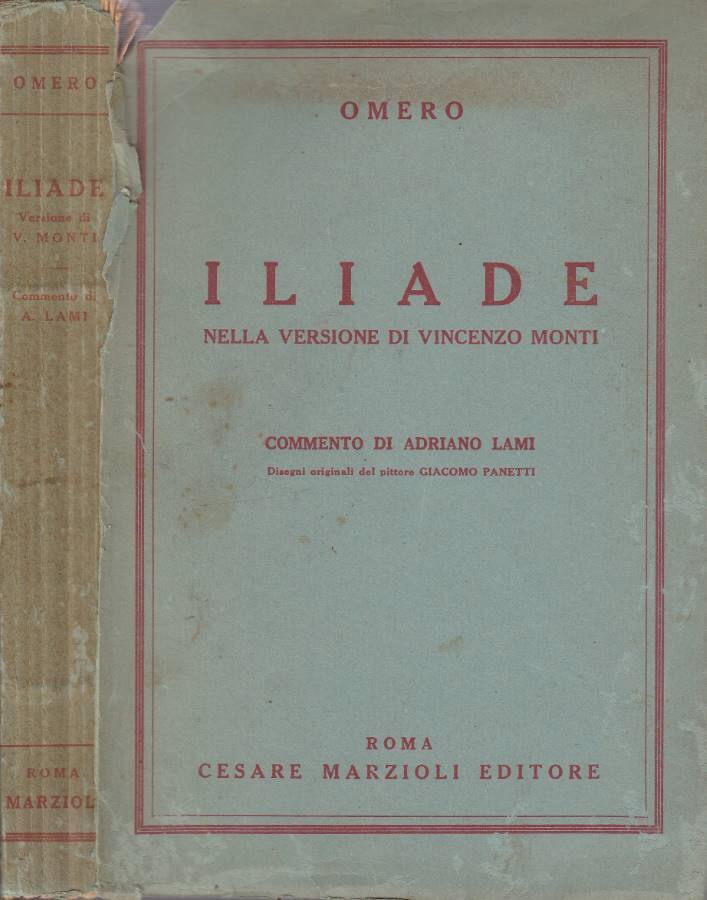 OMERO
ILIADE
Versione di
V. MONTI
Commento di
A. LAMI
ROMA
MARZIOL
OMERO
ILIADE
NELLA VERSIONE DI VINCENZO MONTI
COMMENTO DI ADRIANO LAMI
Disegni originali del pittore GIACOMO PANETTI
ROMA
CESARE MARZIOLI EDITORE